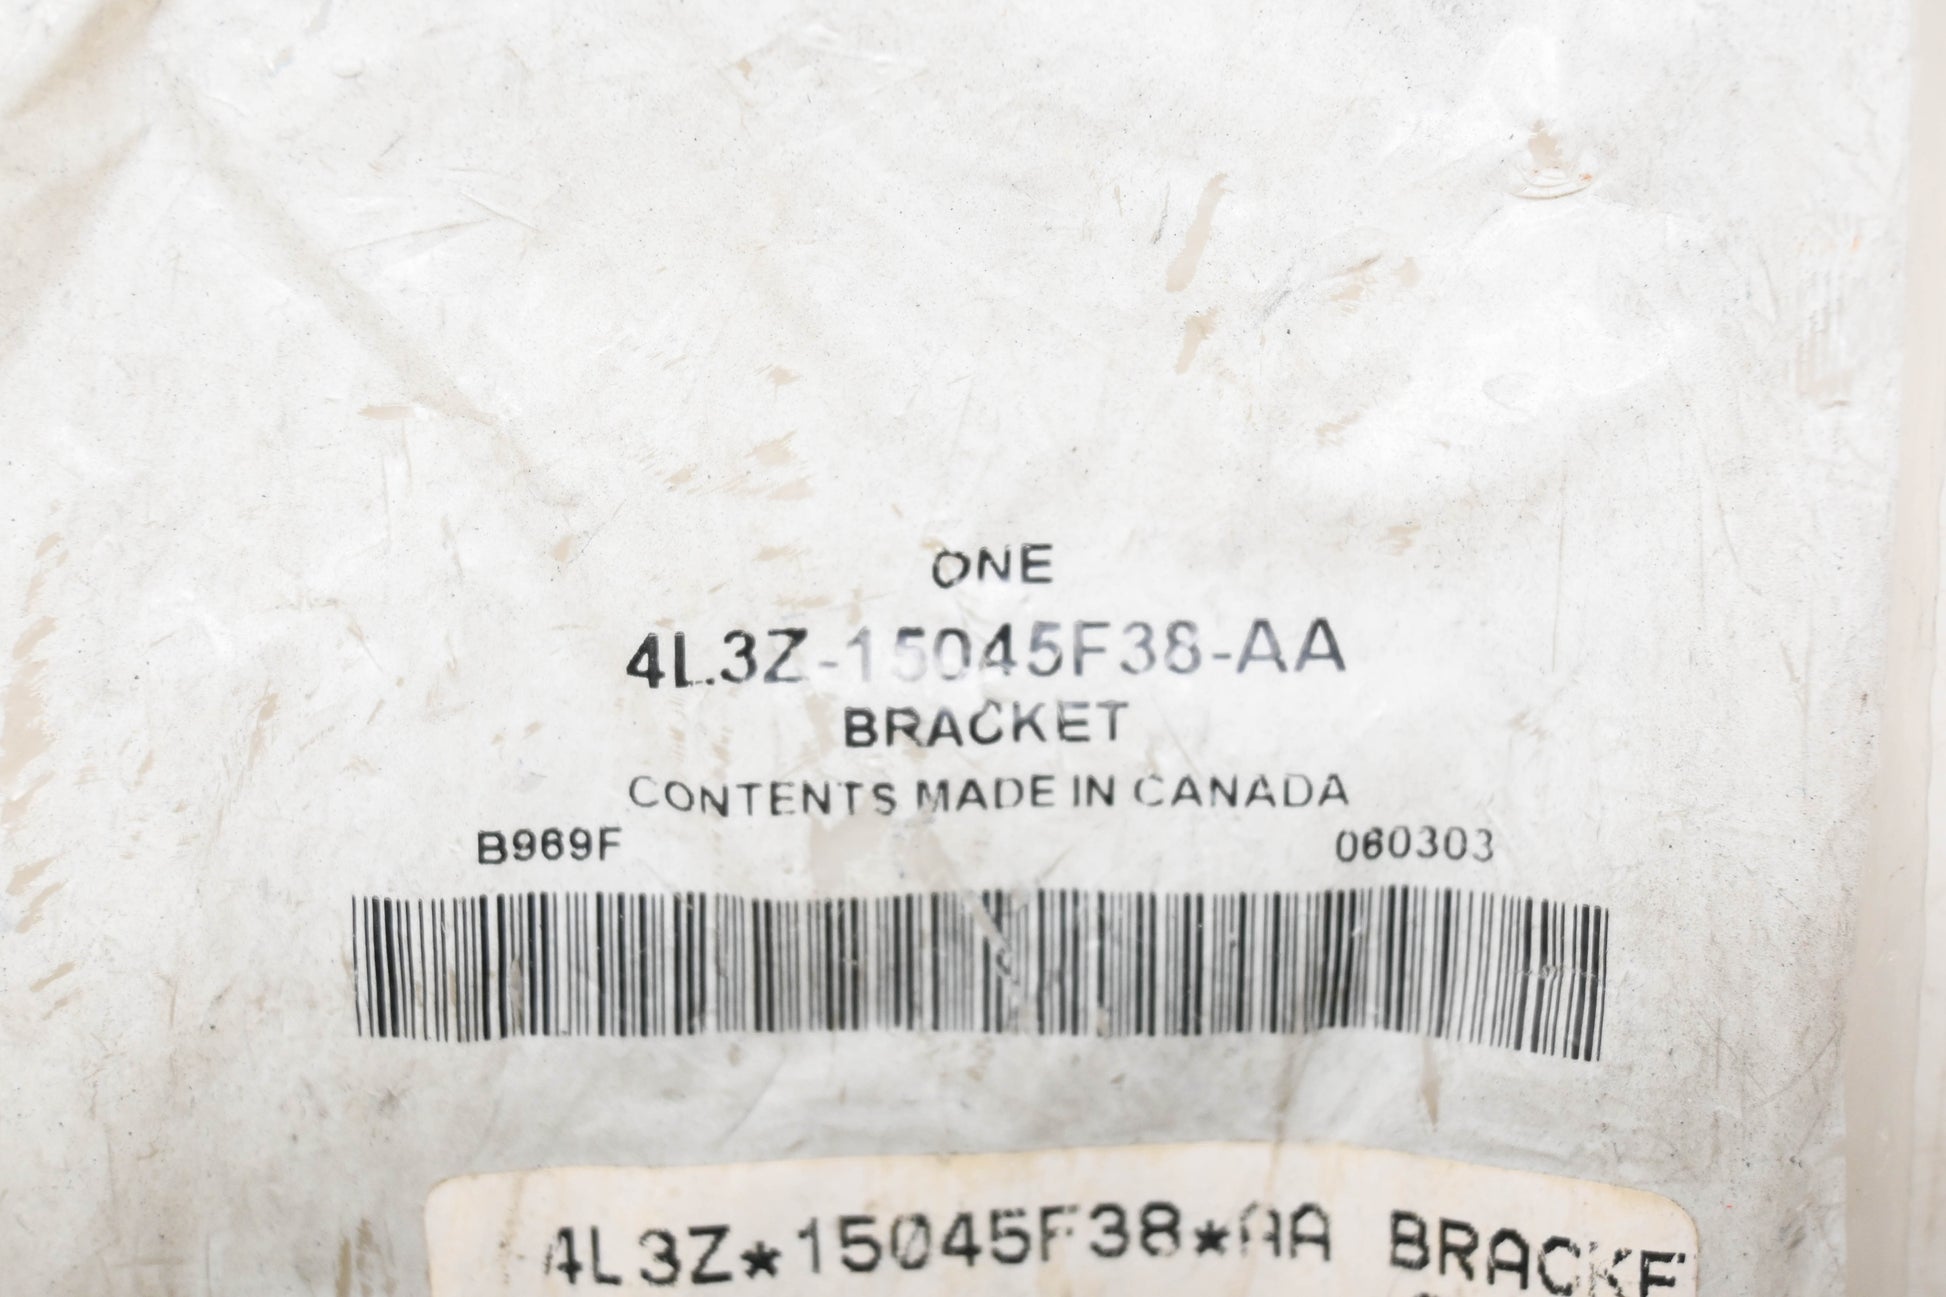 ONE
4L3Z-15045F38-AA
BRACKET
CONTENTS MADE IN CANADA
B969F 060303
4L3Z*15045F38*AA BRACKE